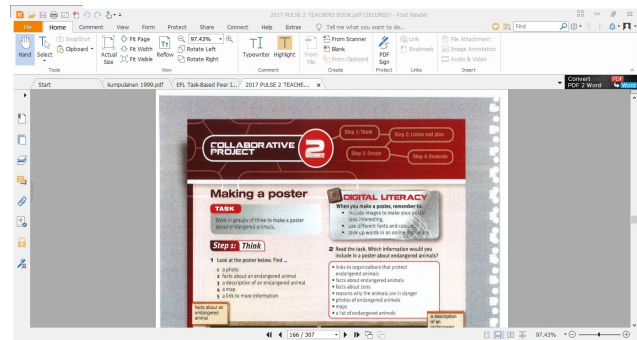 2017 PULSE 2 TEACHERS BOOK.pdf (SECURED) - Foxit Reader
File Home Comment View Form Protect Share Connect Help Extras Tell me what you want to do... Find
Hand Select SnapShot Clipboard Actual Size Fit Page Fit Width Fit Visible Reflow 97.43% Rotate Left Rotate Right Typewriter Highlight From File From Scanner Blank From Clipboard PDF Sign Link Bookmark File Attachment Image Annotation Audio & Video
Tools View Comment Create Protect Links Insert
Start kumpulainen 1999.pdf EFL Task-Based Peer I... 2017 PULSE 2 TEACHE... Convert PDF
PDF 2 Word
COLLABORATIVE
PROJECT
2
Step 1: Think
Step 2: Listen and plan
Step 3: Create
Step 4: Evaluate
Making a poster
TASK
Work in groups of three to make a poster
about endangered animals.
Step 1: Think
1 Look at the poster below. Find ...
1 a photo
2 facts about an endangered animal
3 a description of an endangered animal
4 a map
5 a link to more information
facts about an
endangered
animal
DIGITAL LITERACY
When you make a poster, remember to:
• include images to make your poster
look interesting.
• use different fonts and colours.
• look up words in an online dictionary.
2 Read the task. Which information would you
include in a poster about endangered animals?
• links to organizations that protect
endangered animals
• facts about endangered animals
• facts about zoos
• reasons why the animals are in danger
• photos of endangered animals
• maps
• a list of endangered animals
a description
of an
166 / 307 97.43%